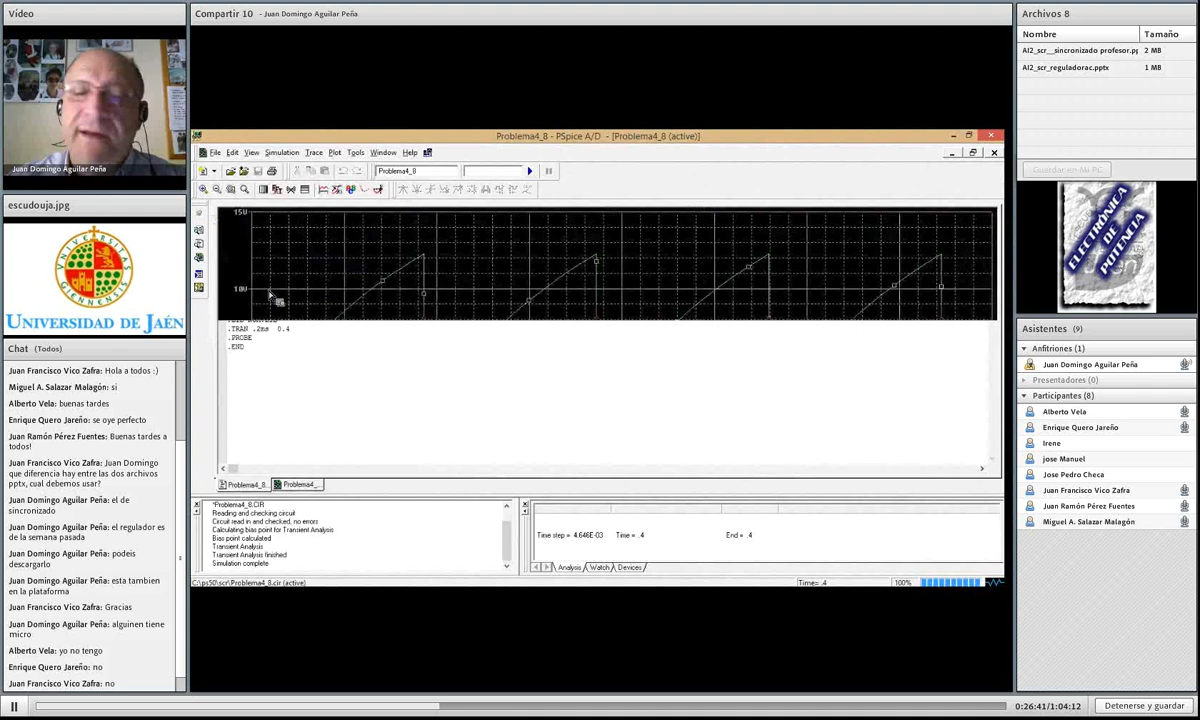 Vídeo
Juan Domingo Aguilar Peña
escudouja.jpg
UNIVERSITAS
GIENNENSIS
UNIVERSIDAD DE JAÉN
Chat (Todos)
Juan Francisco Vico Zafra: Hola a todos :)
Miguel A. Salazar Malagón: si
Alberto Vela: buenas tardes
Enrique Quero Jareño: se oye perfecto
Juan Ramón Pérez Fuentes: Buenas tardes a
todos!
Juan Francisco Vico Zafra: Juan Domingo
que diferencia hay entre las dos archivos
pptx, cual debemos usar?
Juan Domingo Aguilar Peña: el de
sincronizado
Juan Domingo Aguilar Peña: el regulador es
de la semana pasada
Juan Domingo Aguilar Peña: podeis
descargarlo
Juan Domingo Aguilar Peña: esta tambien
en la plataforma
Juan Francisco Vico Zafra: Gracias
Juan Domingo Aguilar Peña: alguinen tiene
micro
Alberto Vela: yo no tengo
Enrique Quero Jareño: no
Juan Francisco Vico Zafra: no
Compartir 10 - Juan Domingo Aguilar Peña
Problema4_8 - PSpice A/D - [Problema4_8 (active)]
File Edit View Simulation Trace Plot Tools Window Help
Problema4_8
15V
10V
.TRAN .2ms 0.4
.PROBE
.END
Problema4_8...
Problema4_...
*Problema4_8.CIR
Reading and checking circuit
Circuit read in and checked, no errors
Calculating bias point for Transient Analysis
Bias point calculated
Transient Analysis
Transient Analysis finished
Simulation complete
Time step = 4.646E-03 Time = .4 End = .4
Analysis Watch Devices
C:\ps50\scr\Problema4_8.cir (active) Time= .4 100%
Archivos 8
Nombre Tamaño
AI2_scr__sincronizado profesor.pp 2 MB
AI2_scr_reguladorac.pptx 1 MB
Guardar en Mi PC
ELECTRÓNICA
DE
POTENCIA
Asistentes (9)
Anfitriones (1)
Juan Domingo Aguilar Peña
Presentadores (0)
Participantes (8)
Alberto Vela
Enrique Quero Jareño
Irene
jose Manuel
Jose Pedro Checa
Juan Francisco Vico Zafra
Juan Ramón Pérez Fuentes
Miguel A. Salazar Malagón
0:26:41/1:04:12
Detenerse y guardar